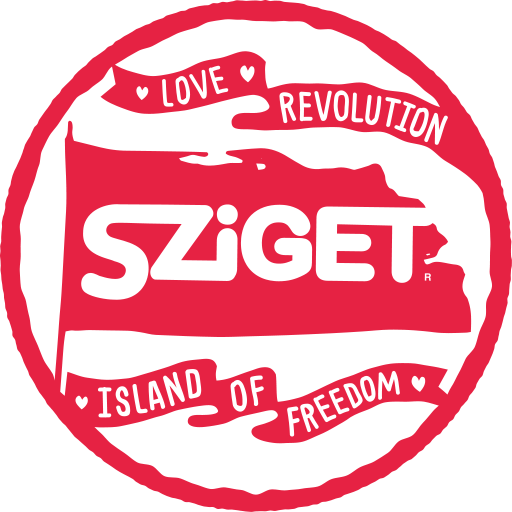 ♥ LOVE ♥ REVOLUTION
SZiGET®
♥ ISLAND OF FREEDOM ♥